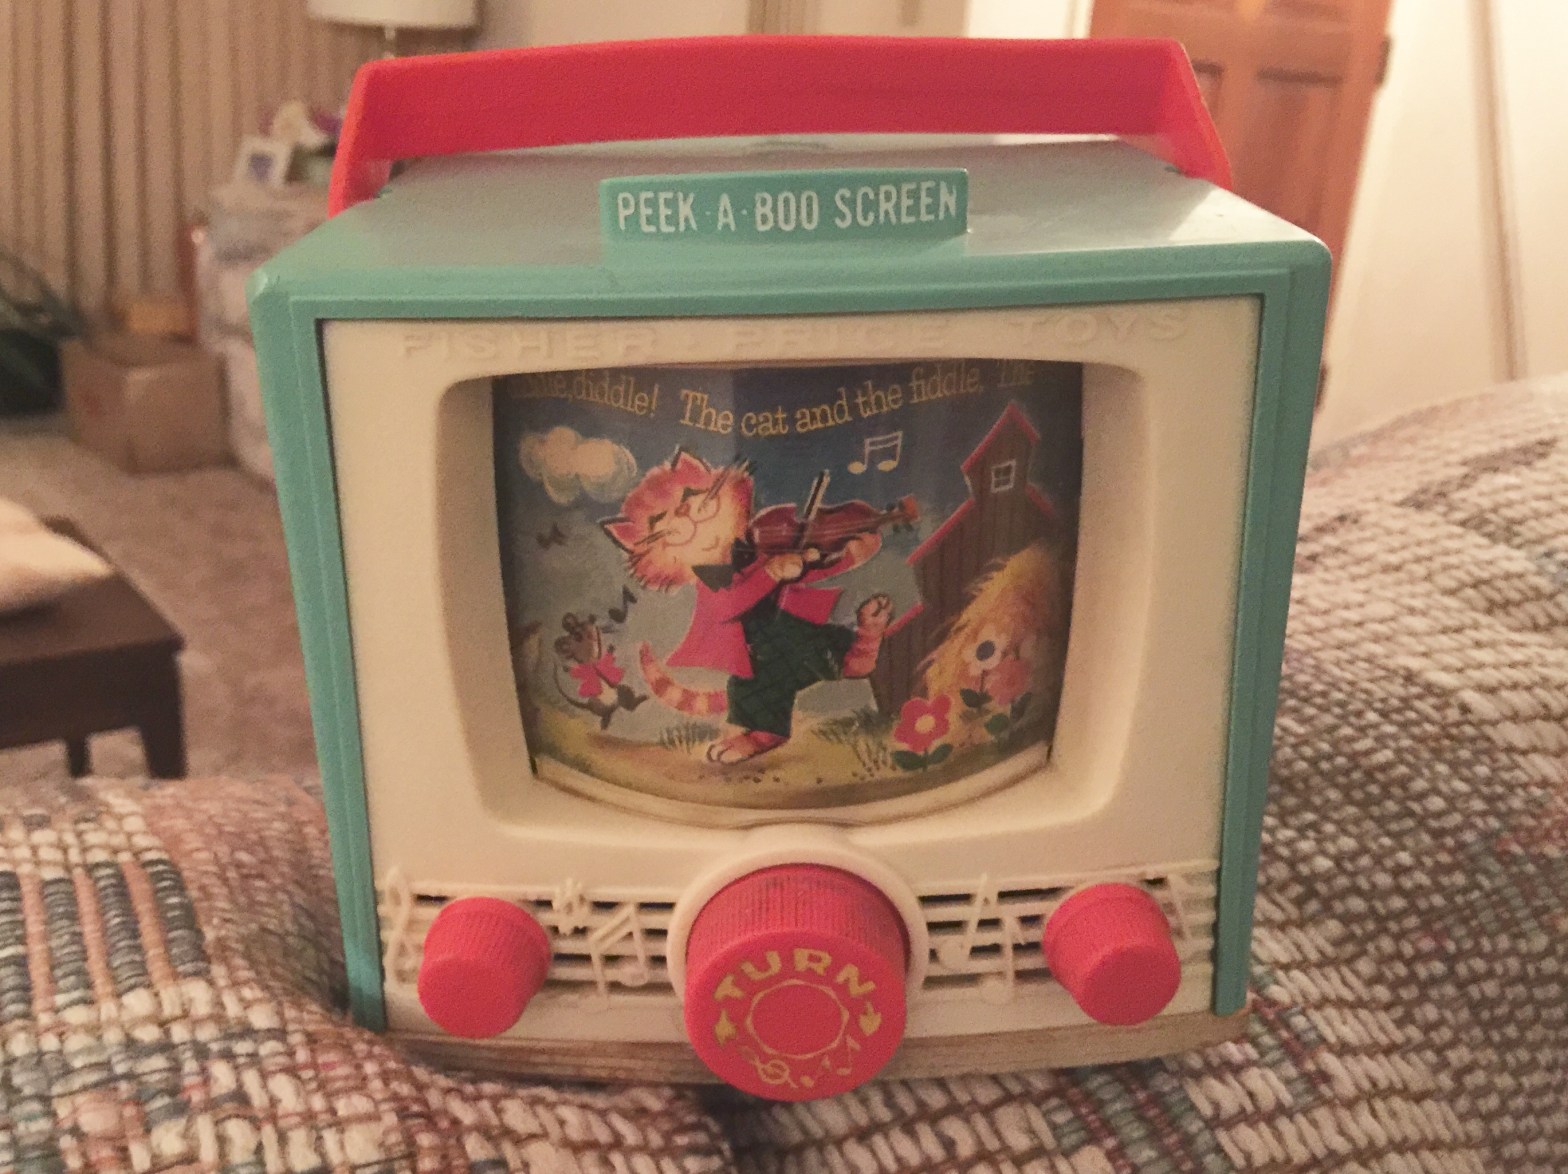 PEEK-A-BOO SCREEN
FISHER-PRICE TOYS
diddle! The cat and the fiddle. The
TURN